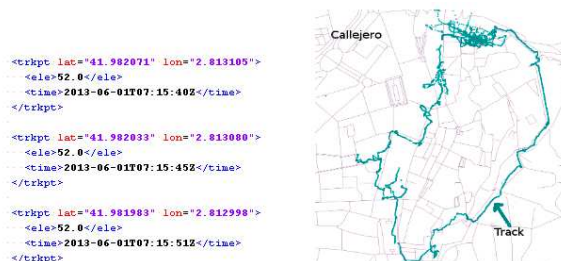 <trkpt lat="41.982071" lon="2.813105">
<ele>52.0</ele>
<time>2013-06-01T07:15:40Z</time>
</trkpt>
<trkpt lat="41.982033" lon="2.813080">
<ele>52.0</ele>
<time>2013-06-01T07:15:45Z</time>
</trkpt>
<trkpt lat="41.981983" lon="2.812998">
<ele>52.0</ele>
<time>2013-06-01T07:15:51Z</time>
</trkpt>
Callejero
Track